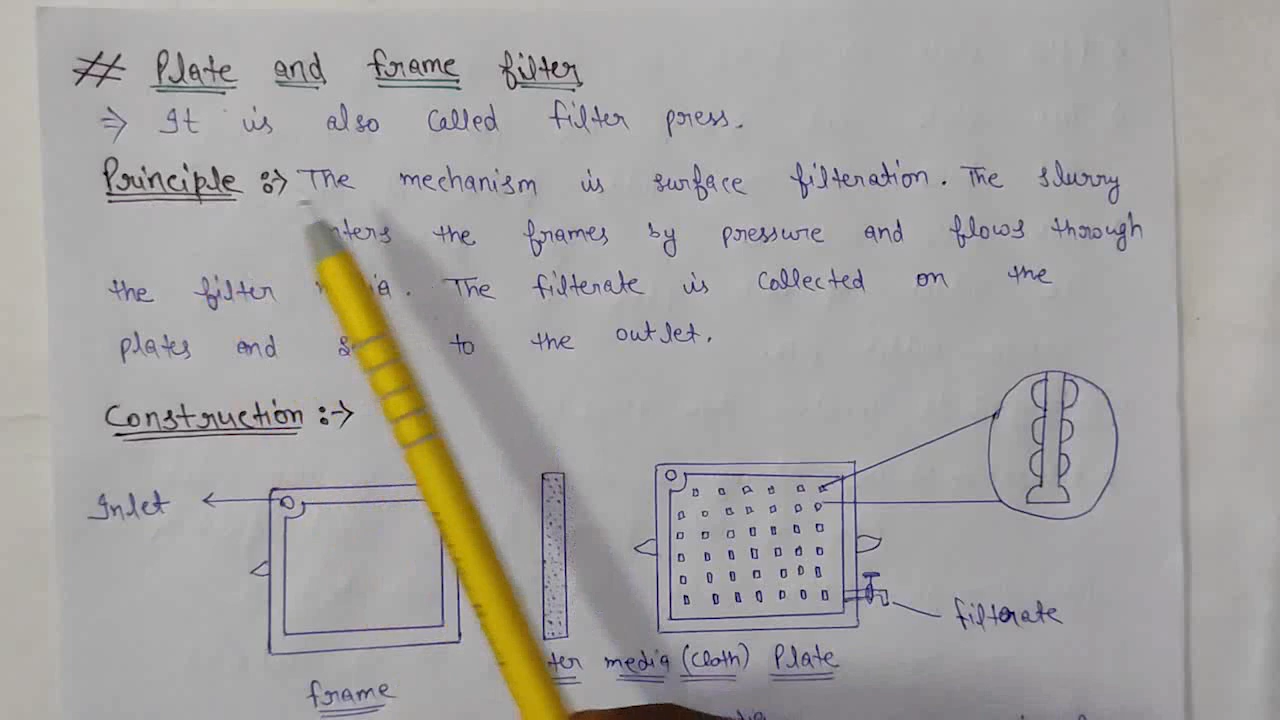 # Plate and frame filter
⇒ It is also called filter press.
Principle :→ The mechanism is surface filteration. The slurry
the frames by pressure and flows through
the filter . The filterate is collected on the
plates and to the outlet.
Construction :→
Inlet
filterate
media (cloth) Plate
frame